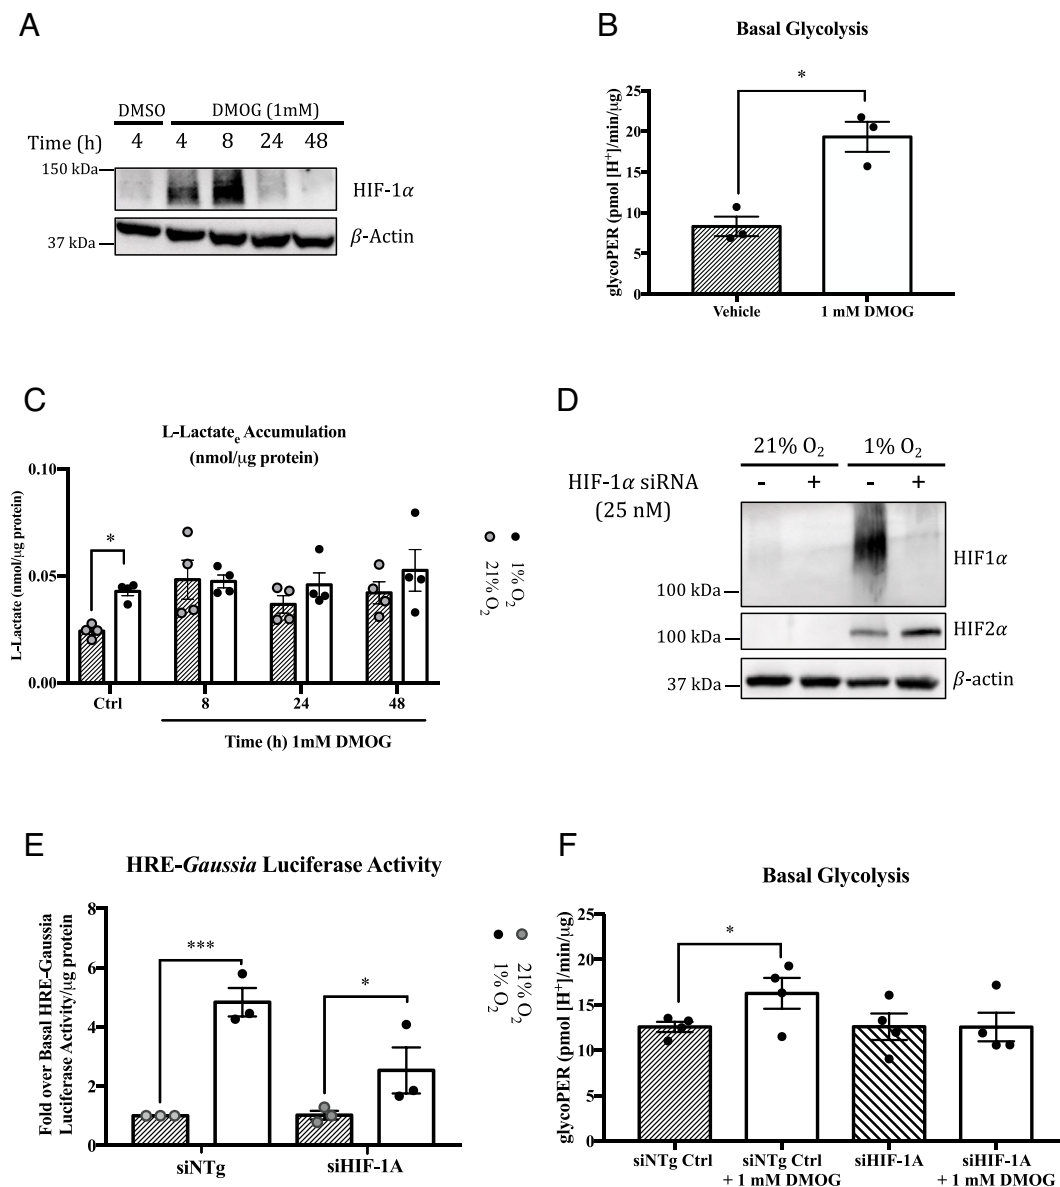 A
DMSO DMOG (1mM)
Time (h) 4 4 8 24 48
150 kDa
HIF-1α
37 kDa
β-Actin
B
Basal Glycolysis
*
glycoPER (pmol [H+]/min/μg)
25
20
15
10
5
0
Vehicle 1 mM DMOG
C
L-Lactatee Accumulation
(nmol/μg protein)
L-Lactate (nmol/μg protein)
0.10
0.05
0.00
*
Ctrl 8 24 48
Time (h) 1mM DMOG
1% O2
21% O2
D
21% O2 1% O2
HIF-1α siRNA - + - +
(25 nM)
HIF1α
100 kDa
HIF2α
100 kDa
37 kDa
β-actin
E
HRE-Gaussia Luciferase Activity
Fold over Basal HRE-Gaussia
Luciferase Activity/μg protein
8
6
4
2
0
***
*
siNTg siHIF-1A
21% O2
1% O2
F
Basal Glycolysis
glycoPER (pmol [H+]/min/μg)
25
20
15
10
5
0
*
siNTg Ctrl siNTg Ctrl siHIF-1A siHIF-1A
+ 1 mM DMOG + 1 mM DMOG